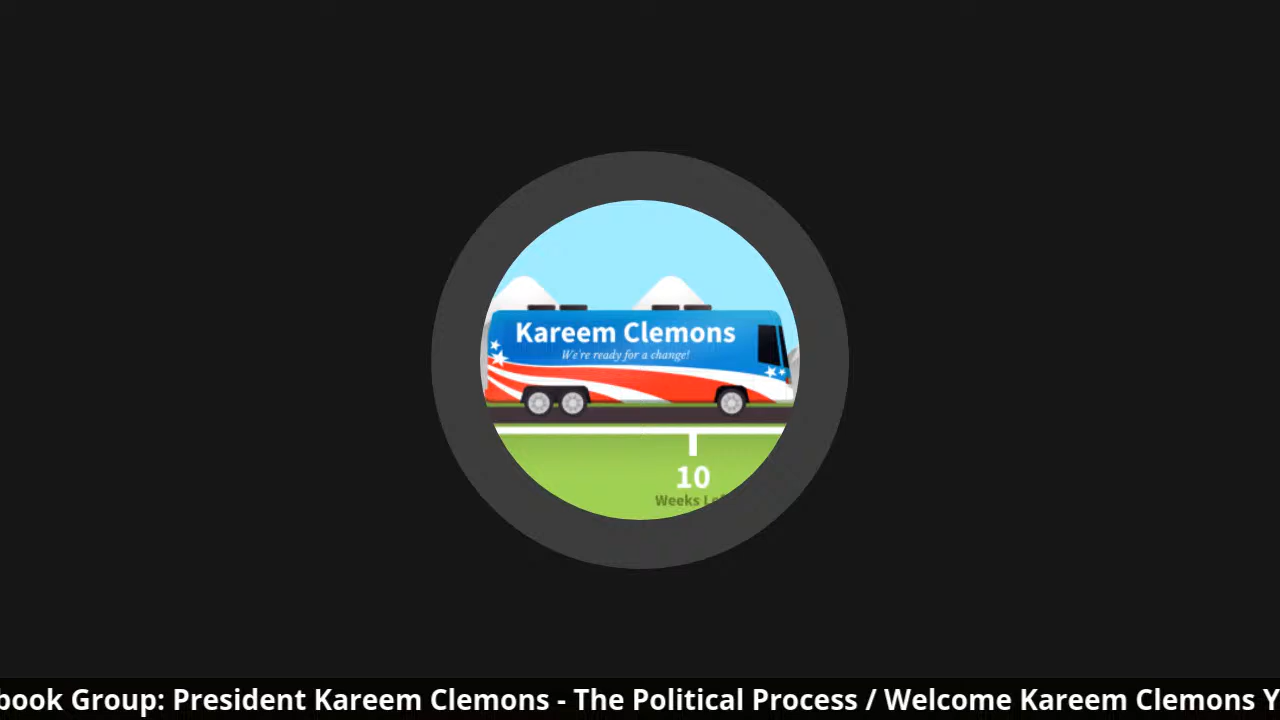 Kareem Clemons
We're ready for a change!
10
Weeks
book Group: President Kareem Clemons - The Political Process / Welcome Kareem Clemons Y